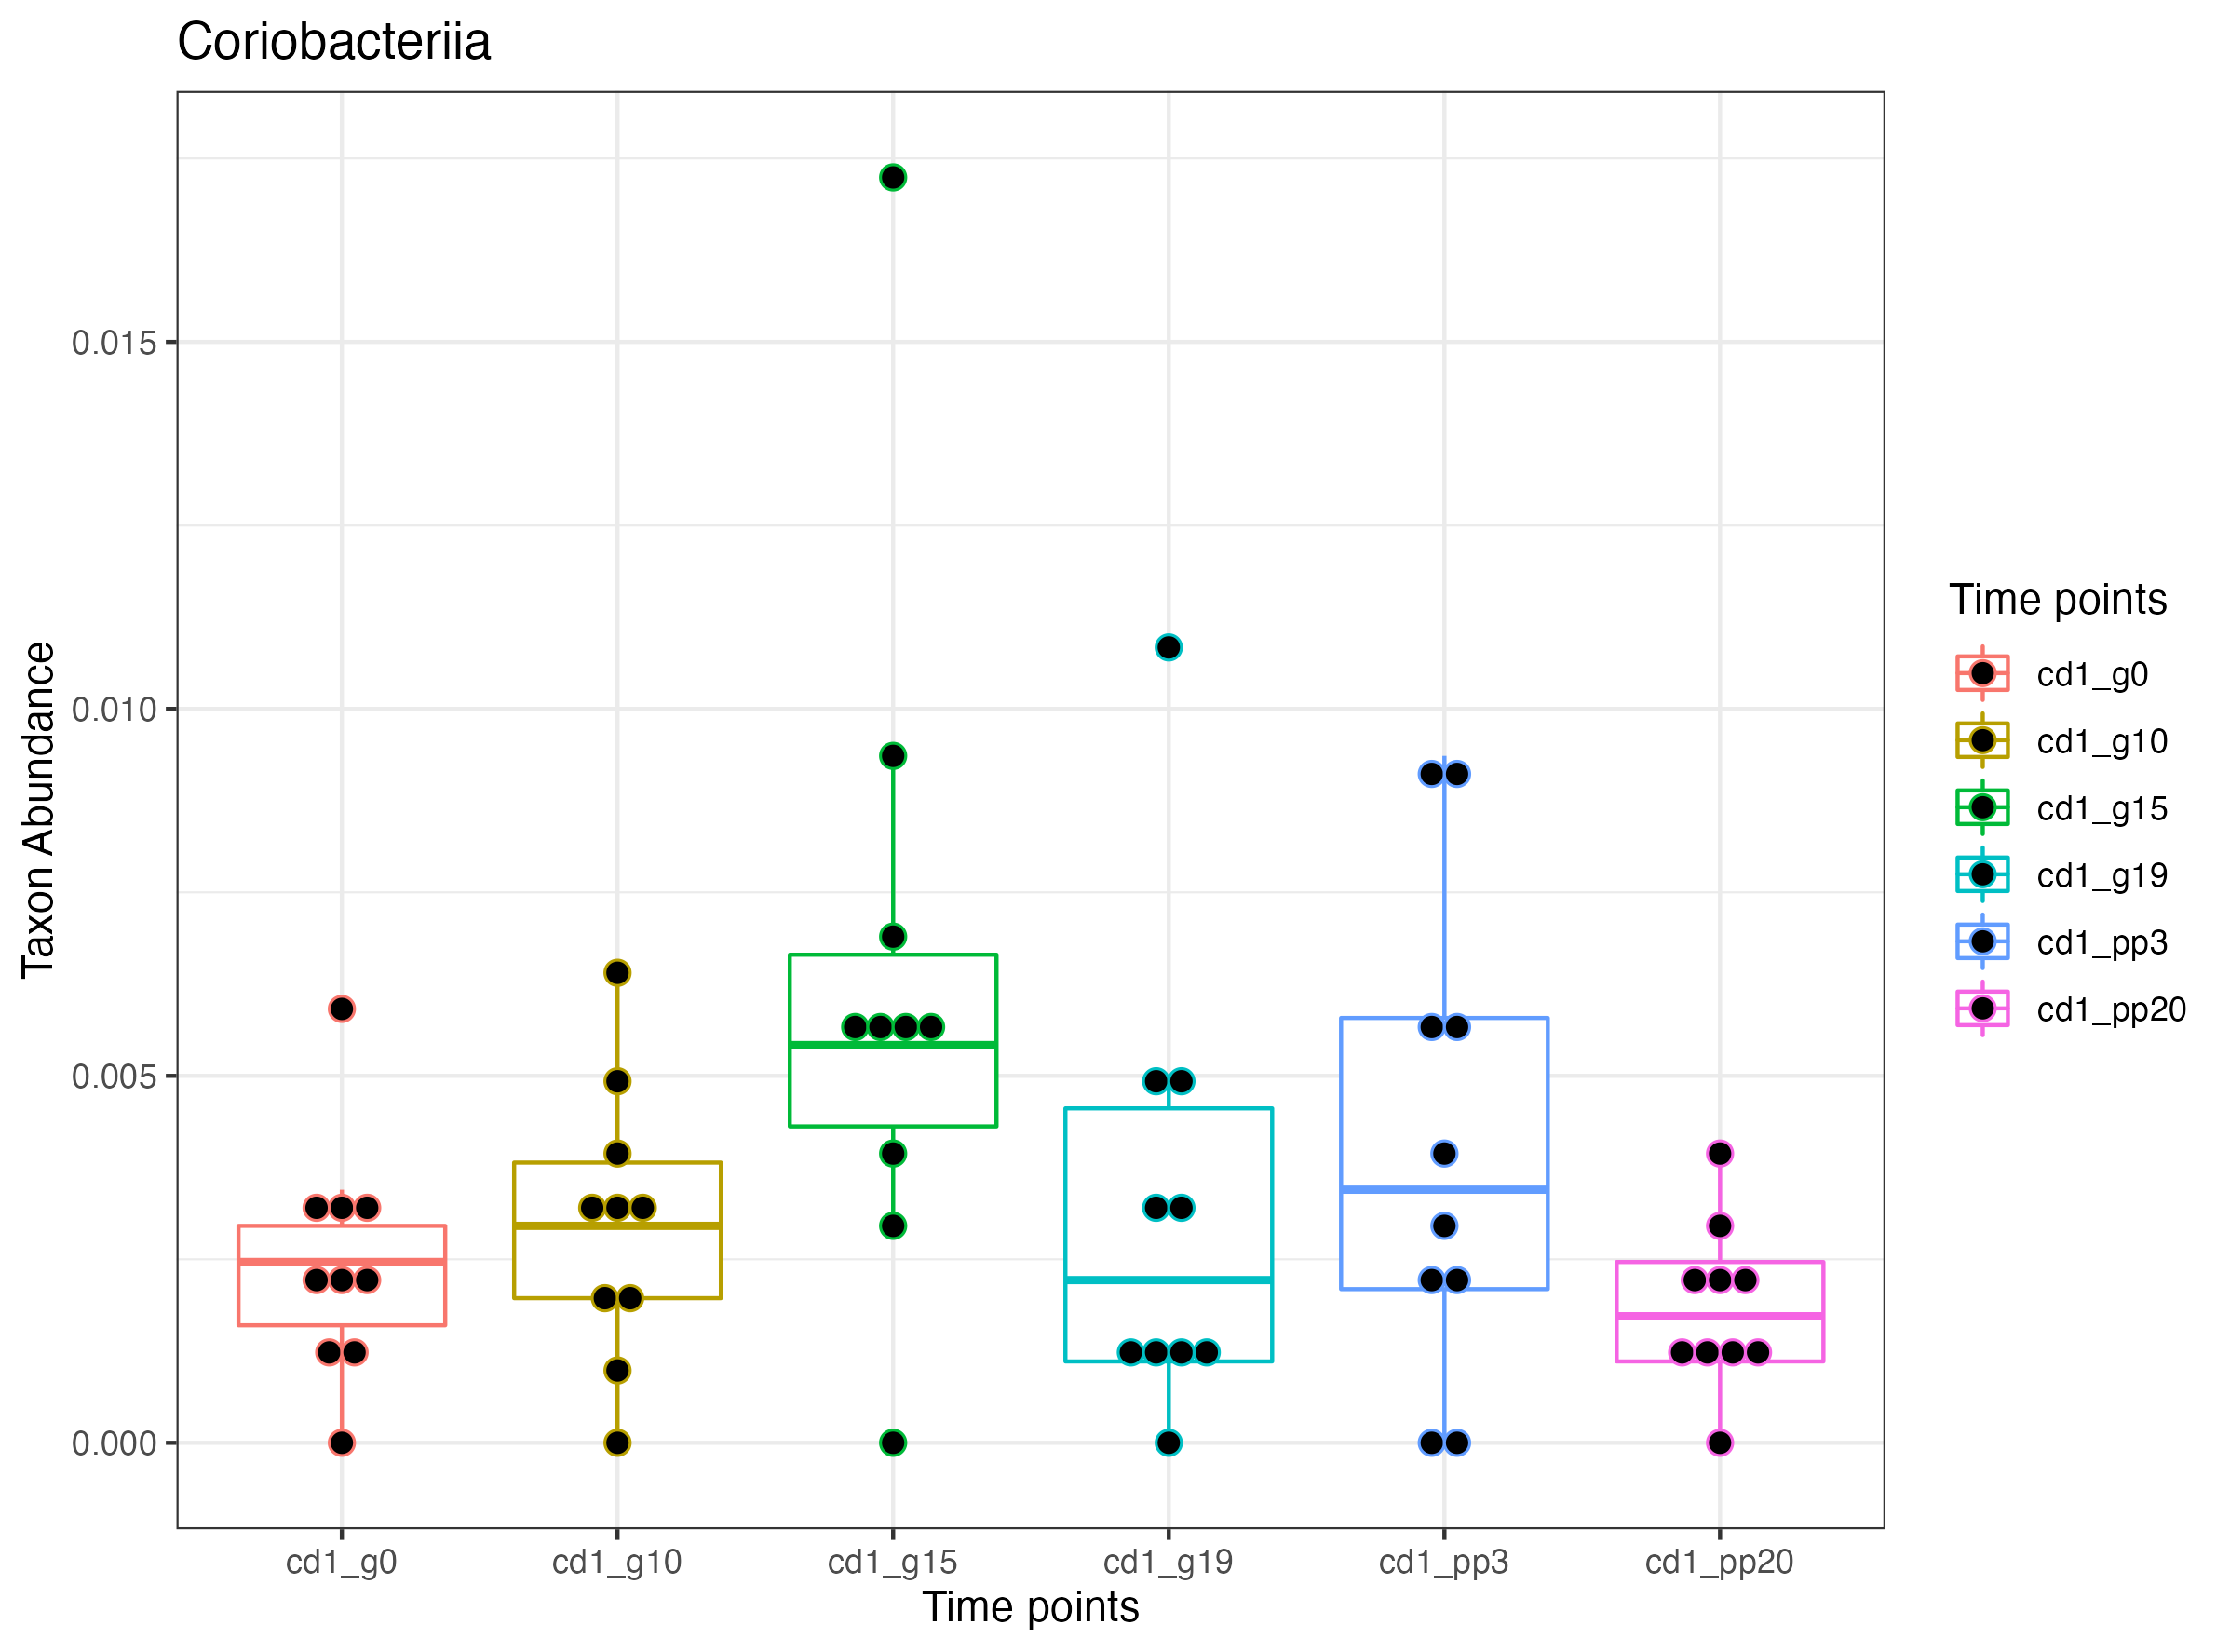 Coriobacteriia
Taxon Abundance
0.015
0.010
0.005
0.000
cd1_g0 cd1_g10 cd1_g15 cd1_g19 cd1_pp3 cd1_pp20
Time points
Time points
cd1_g0
cd1_g10
cd1_g15
cd1_g19
cd1_pp3
cd1_pp20